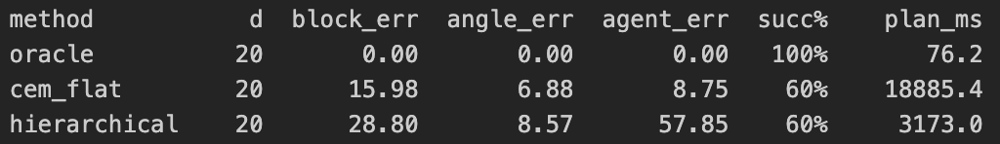 method d block_err angle_err agent_err succ% plan_ms
oracle 20 0.00 0.00 0.00 100% 76.2
cem_flat 20 15.98 6.88 8.75 60% 18885.4
hierarchical 20 28.80 8.57 57.85 60% 3173.0